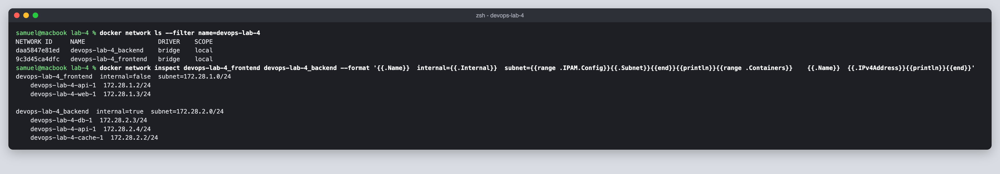 zsh - devops-lab-4
samuel@macbook lab-4 % docker network ls --filter name=devops-lab-4
NETWORK ID     NAME                    DRIVER    SCOPE
daa5847e81ed   devops-lab-4_backend    bridge    local
9c3d45ca4dfc   devops-lab-4_frontend   bridge    local
samuel@macbook lab-4 % docker network inspect devops-lab-4_frontend devops-lab-4_backend --format '{{.Name}}  internal={{.Internal}}  subnet={{range .IPAM.Config}}{{.Subnet}}{{end}}{{println}}{{range .Containers}}    {{.Name}}  {{.IPv4Address}}{{println}}{{end}}'
devops-lab-4_frontend  internal=false  subnet=172.28.1.0/24
    devops-lab-4-api-1  172.28.1.2/24
    devops-lab-4-web-1  172.28.1.3/24

devops-lab-4_backend  internal=true  subnet=172.28.2.0/24
    devops-lab-4-db-1  172.28.2.3/24
    devops-lab-4-api-1  172.28.2.4/24
    devops-lab-4-cache-1  172.28.2.2/24